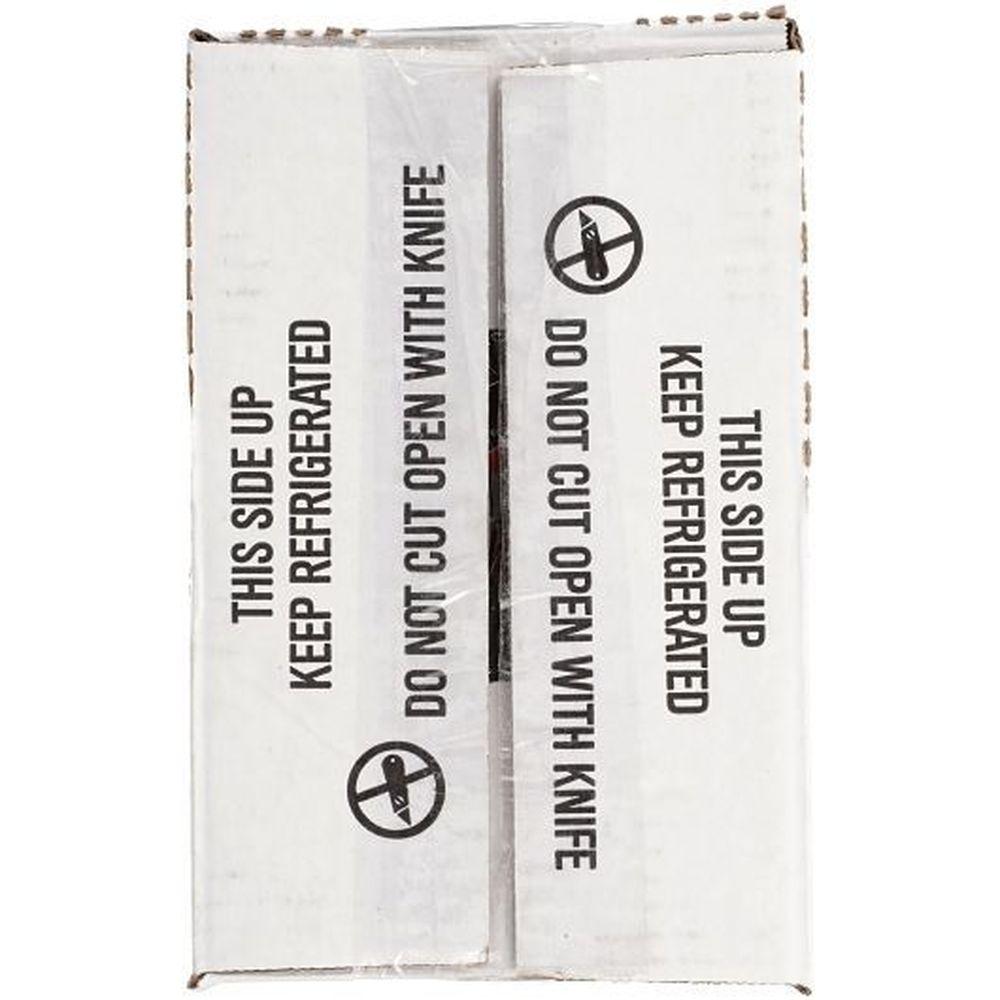 THIS SIDE UP
KEEP REFRIGERATED
DO NOT CUT OPEN WITH KNIFE
THIS SIDE UP
KEEP REFRIGERATED
DO NOT CUT OPEN WITH KNIFE